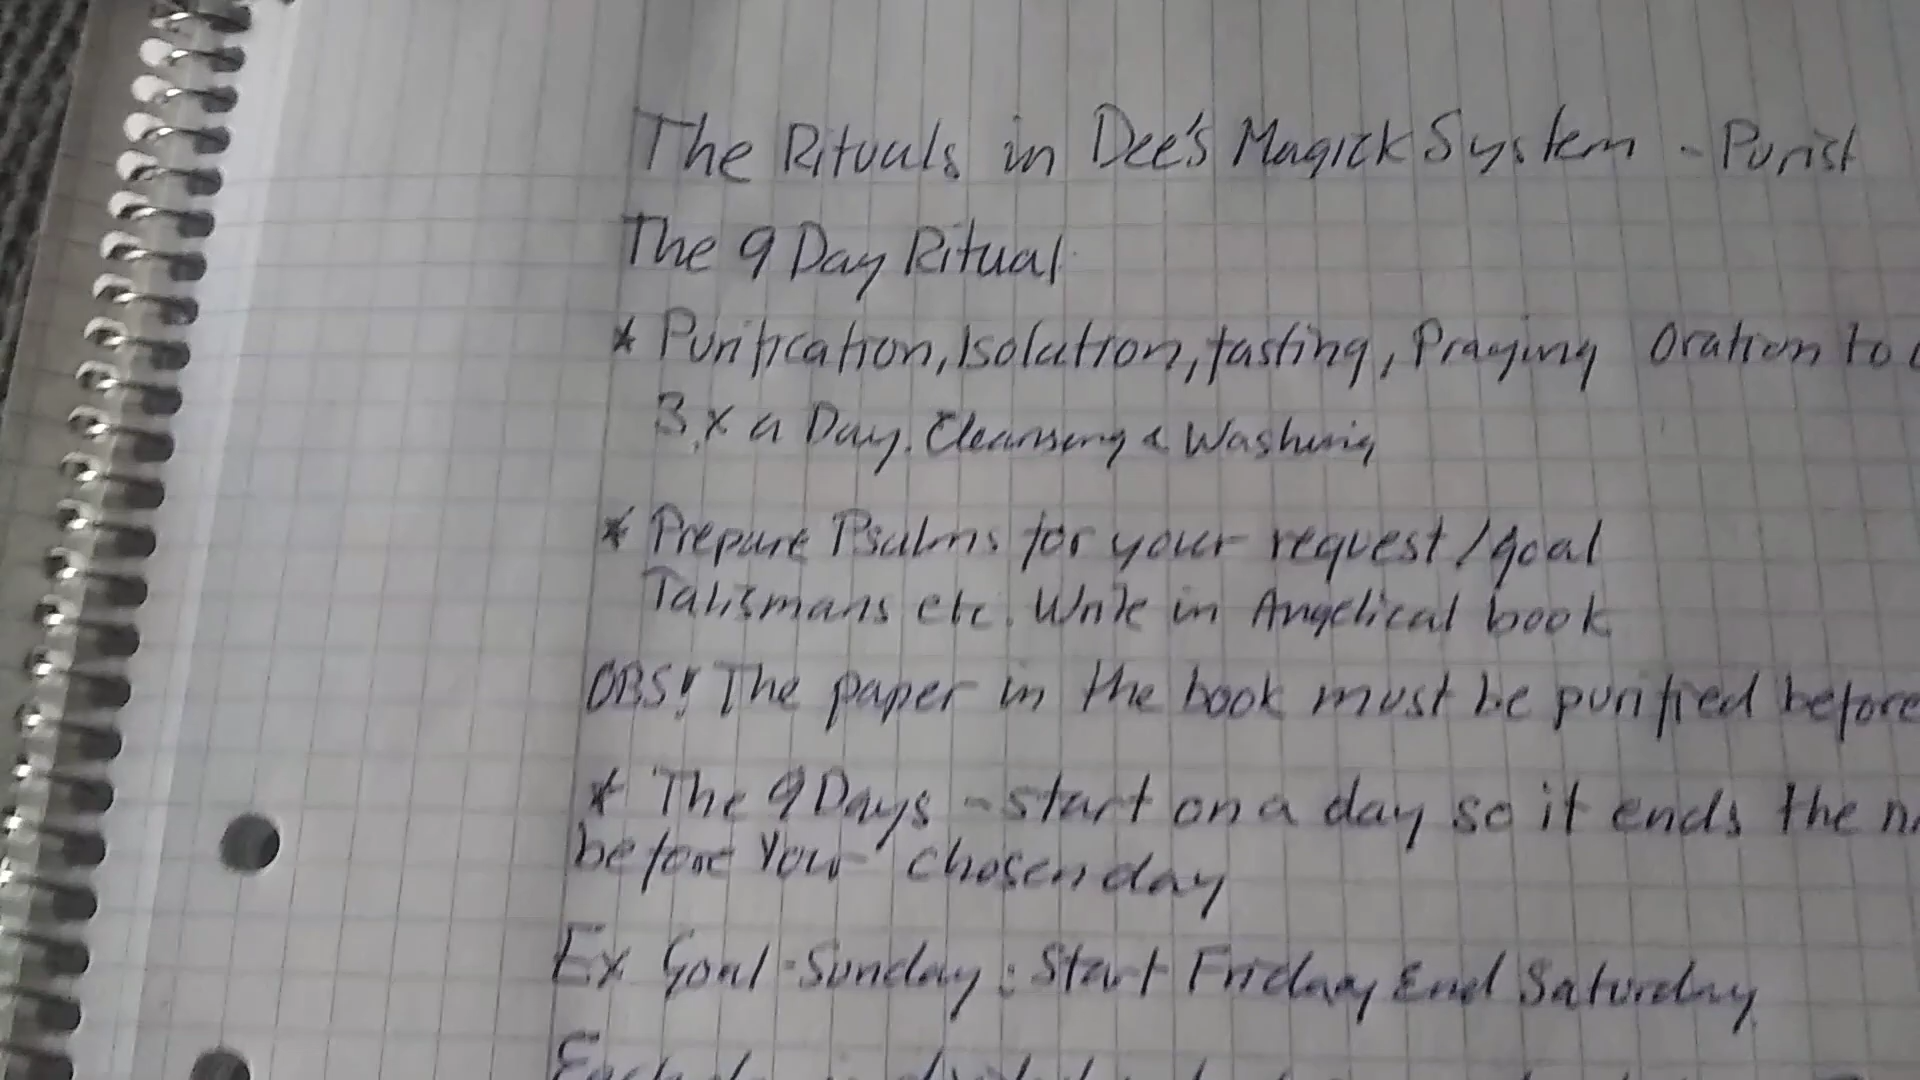 The Rituals in Dee's Magick System - Purist
The 9 Day Ritual
* Purification, Isolation, fasting, Praying Oration to
3x a Day. Cleansing & Washing
* Prepare Psalms for your request/goal
Talismans etc. Write in Angelical book
OBS! The paper in the book must be purified before
* The 9 Days - start on a day so it ends the
before Your chosen day
Ex Goal - Sunday: Start Friday End Saturday